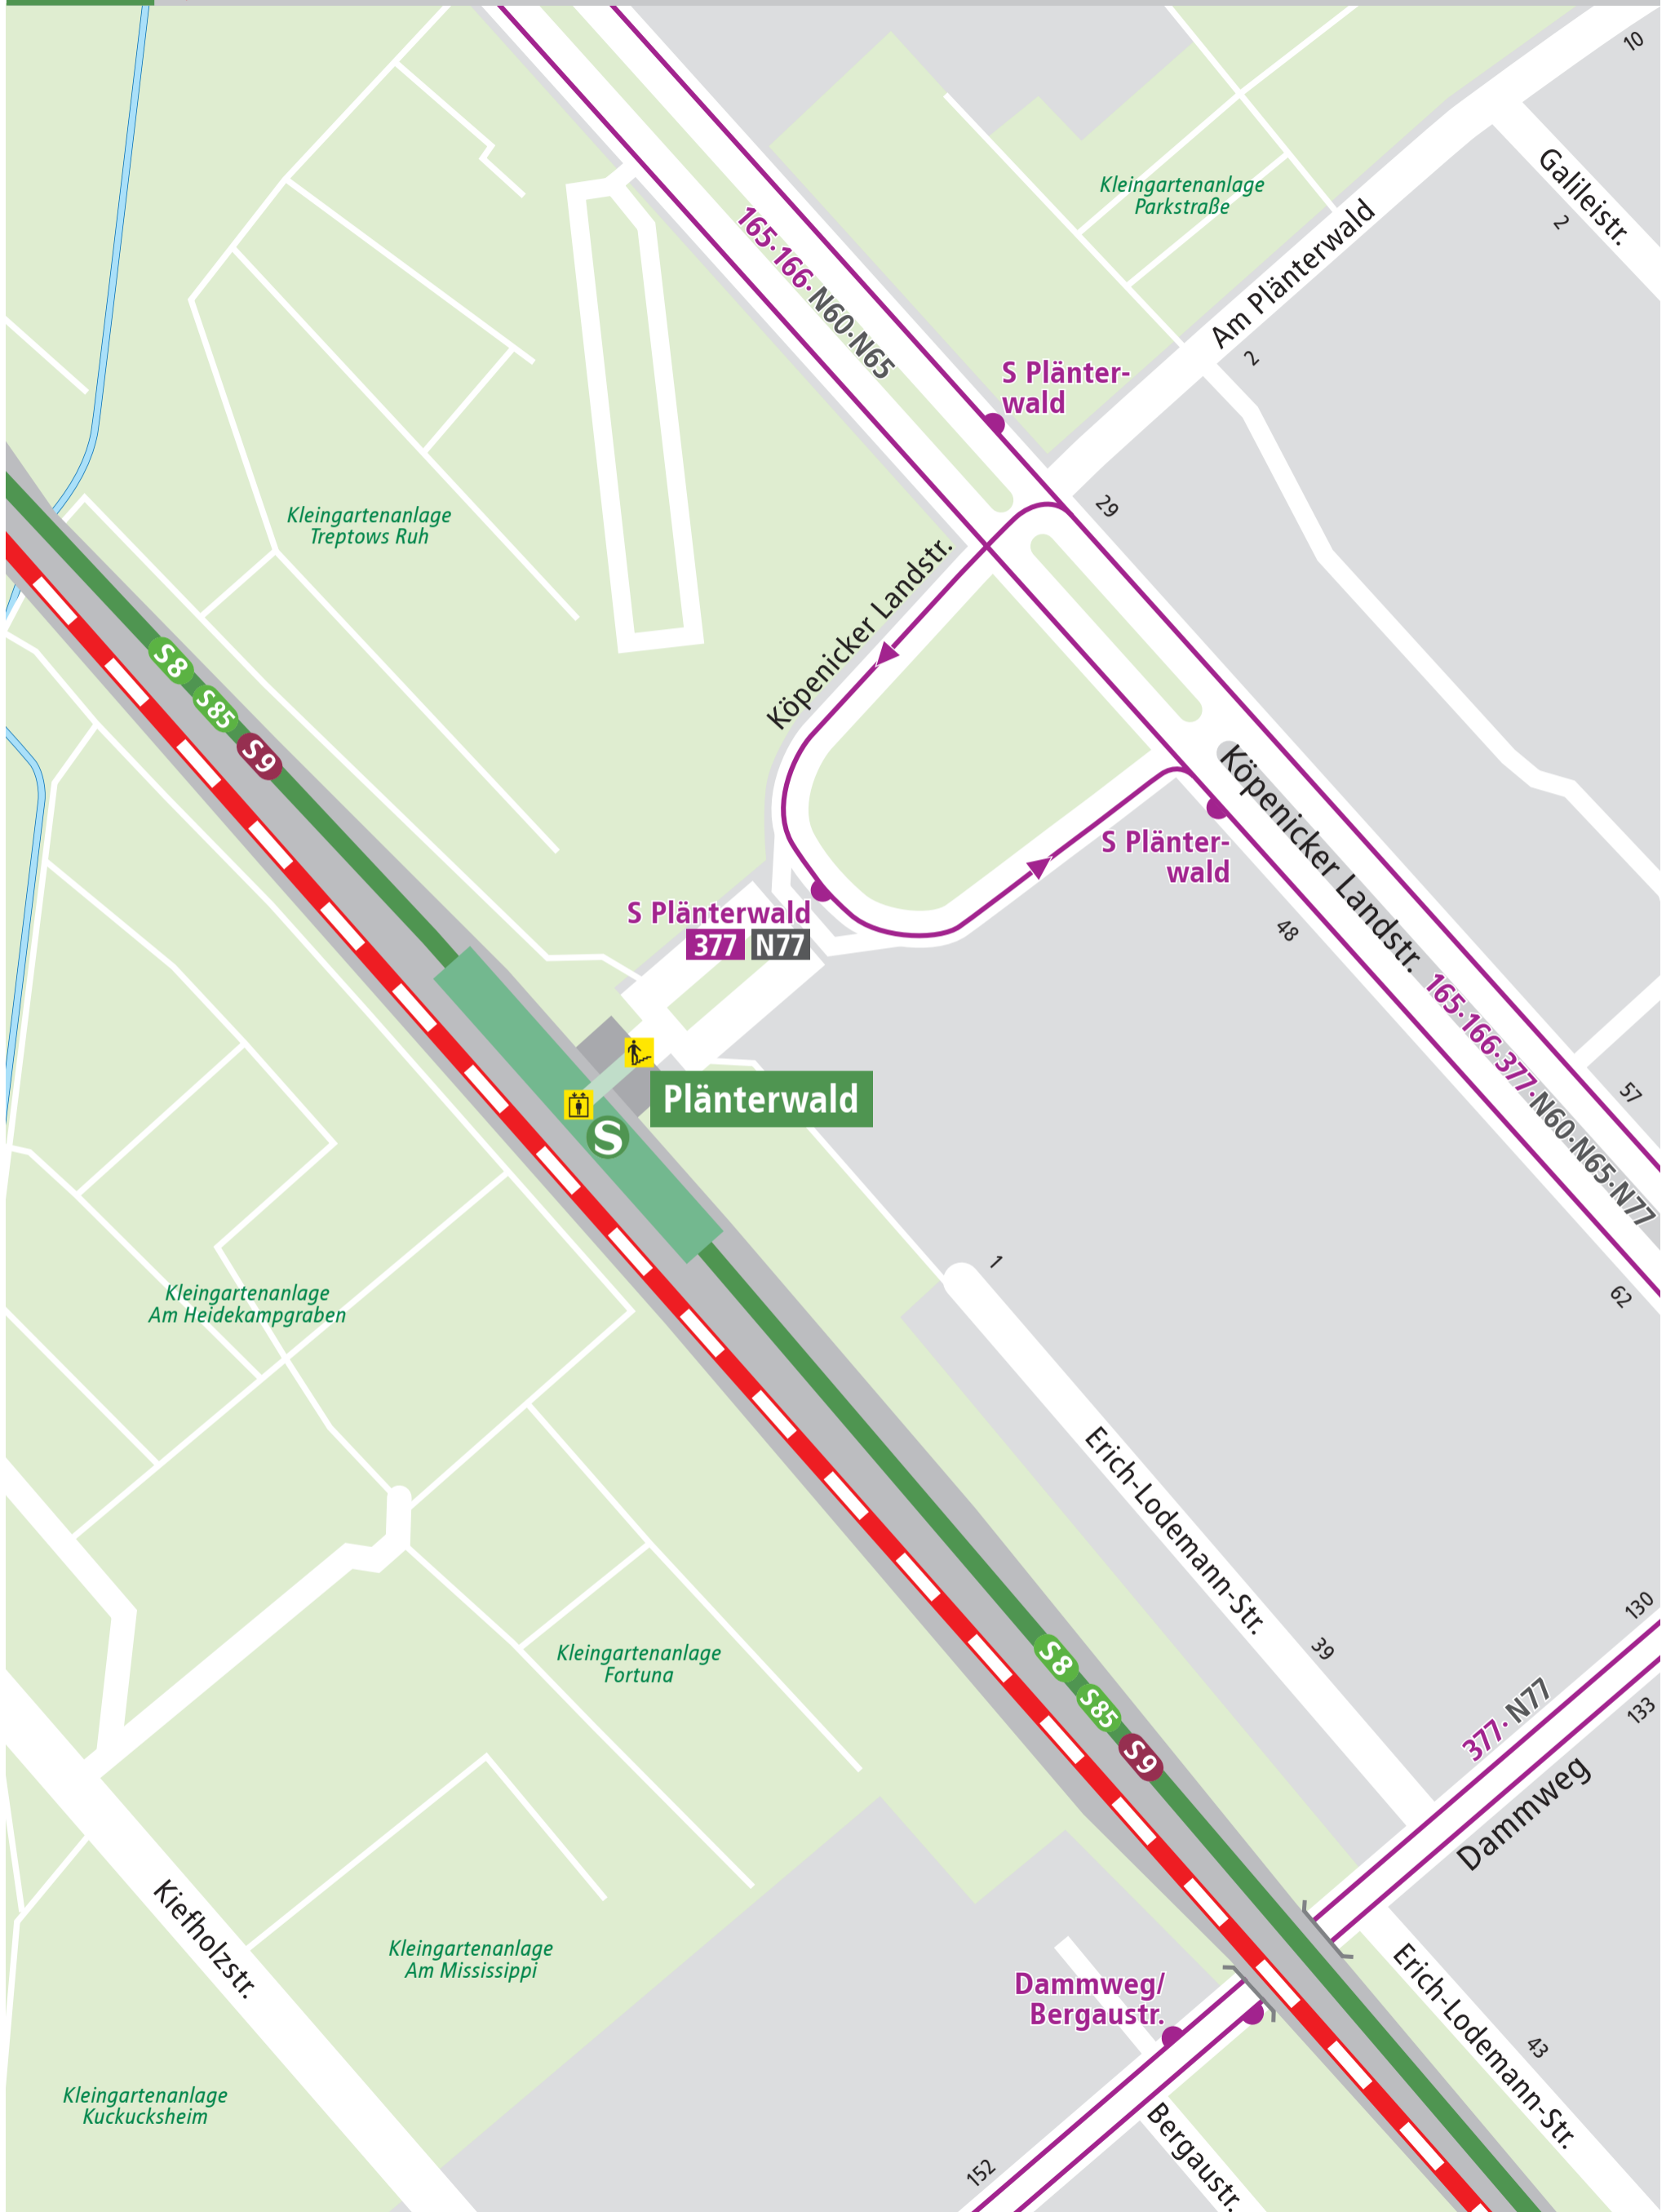 10
Galileistr.
2
Kleingartenanlage
Parkstraße
Am Plänterwald
2
165·166·N60·N65
S Plänter-
wald
29
Kleingartenanlage
Treptows Ruh
Köpenicker Landstr.
S8
S85
S9
S Plänter-
wald
Köpenicker Landstr.
165·166·377·N60·N65·N77
48
57
62
S Plänterwald
377 N77
Plänterwald
S
1
Kleingartenanlage
Am Heidekampgraben
Erich-Lodemann-Str.
39
130
133
377·N77
Dammweg
Kleingartenanlage
Fortuna
S8
S85
S9
Kiefholzstr.
Kleingartenanlage
Am Mississippi
Dammweg/
Bergaustr.
Erich-Lodemann-Str.
43
Kleingartenanlage
Kuckucksheim
152
Bergaustr.